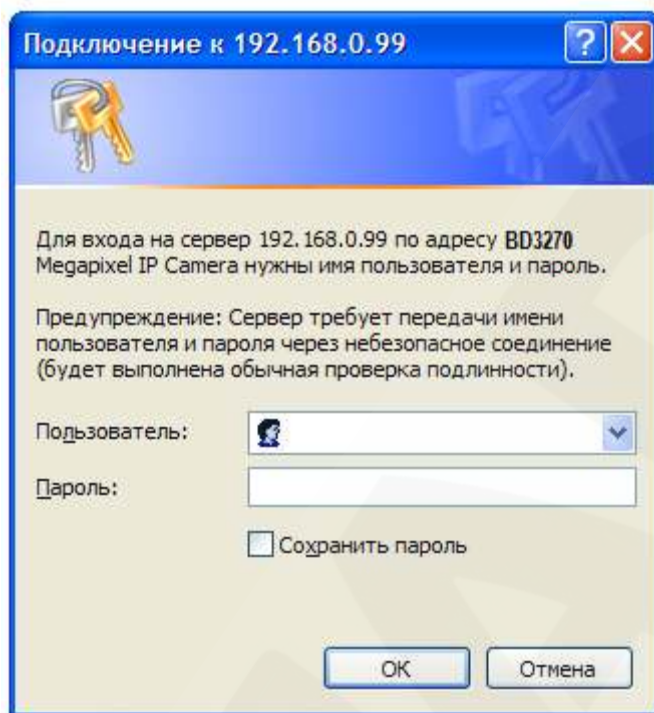 Подключение к 192.168.0.99
Для входа на сервер 192.168.0.99 по адресу BD3270
Megapixel IP Camera нужны имя пользователя и пароль.
Предупреждение: Сервер требует передачи имени
пользователя и пароля через небезопасное соединение
(будет выполнена обычная проверка подлинности).
Пользователь:
Пароль:
Сохранить пароль
ОК
Отмена